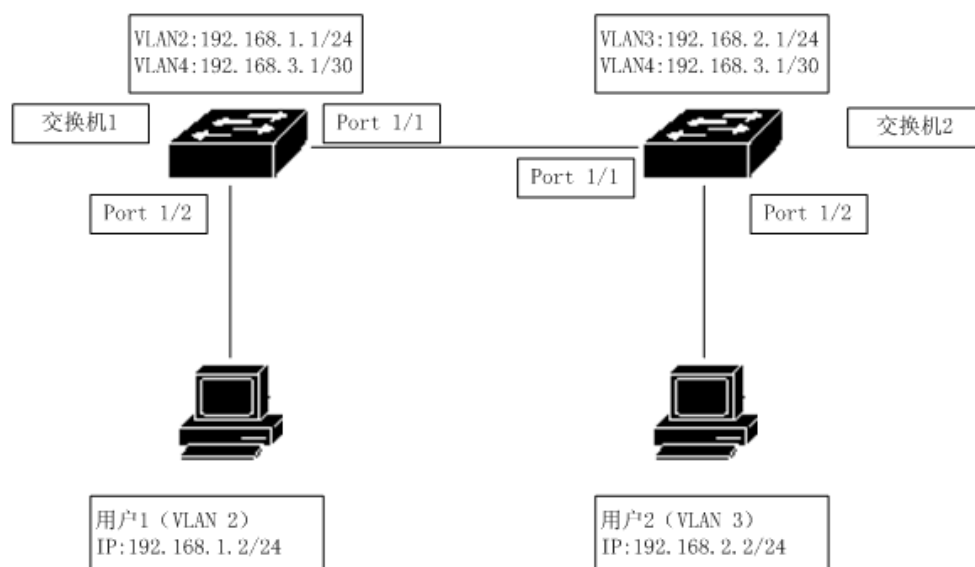 VLAN2:192.168.1.1/24
VLAN4:192.168.3.1/30
VLAN3:192.168.2.1/24
VLAN4:192.168.3.1/30
交换机1
Port 1/1
交换机2
Port 1/1
Port 1/2
Port 1/2
用户1（VLAN 2）
IP:192.168.1.2/24
用户2（VLAN 3）
IP:192.168.2.2/24